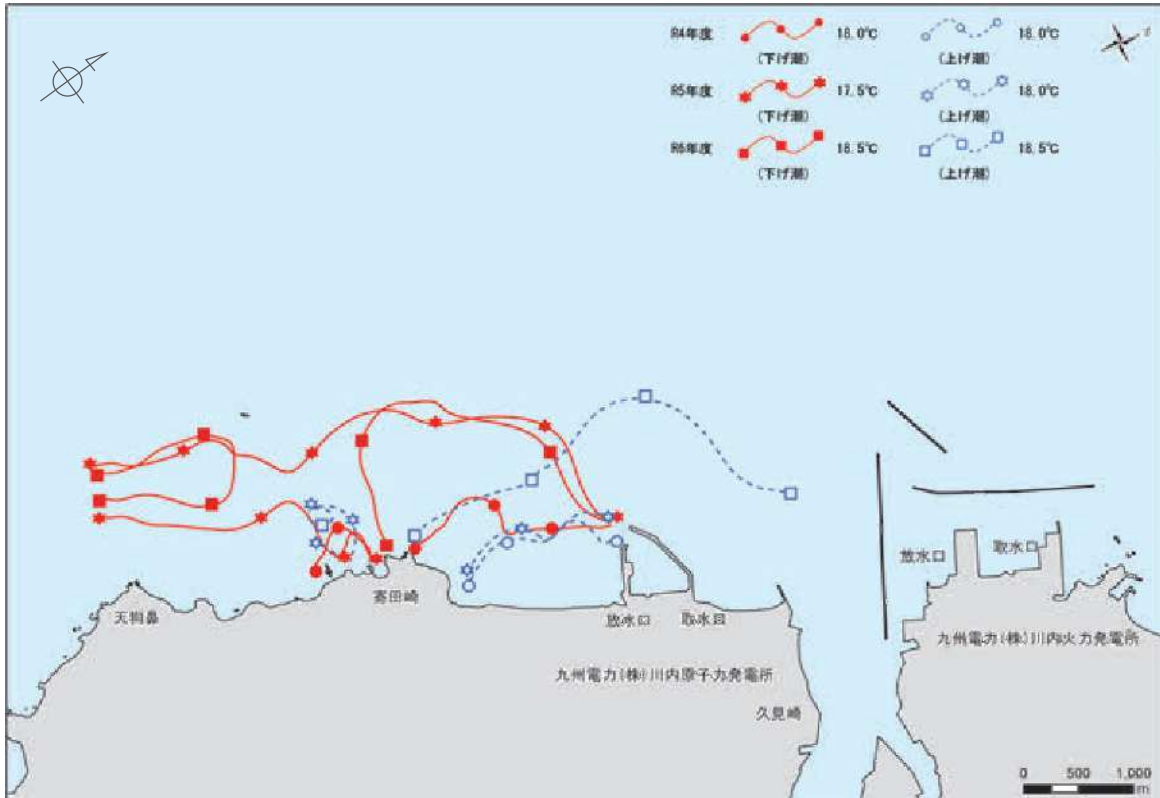 R4年度 18.0℃ 18.0℃
(下げ潮) (上げ潮)
R5年度 17.5℃ 18.0℃
(下げ潮) (上げ潮)
R6年度 18.5℃ 18.5℃
(下げ潮) (上げ潮)
放水口 取水口
寄田崎
天狗鼻 放水口 取水口
九州電力(株)川内火力発電所
九州電力(株)川内原子力発電所
久見崎
0 500 1,000
m